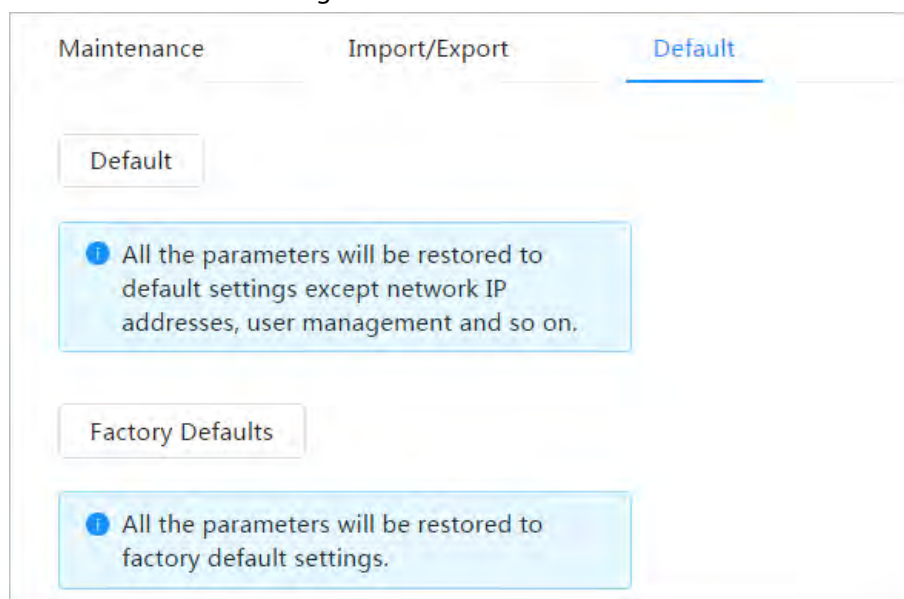 Maintenance Import/Export Default
Default
All the parameters will be restored to
default settings except network IP
addresses, user management and so on.
Factory Defaults
All the parameters will be restored to
factory default settings.